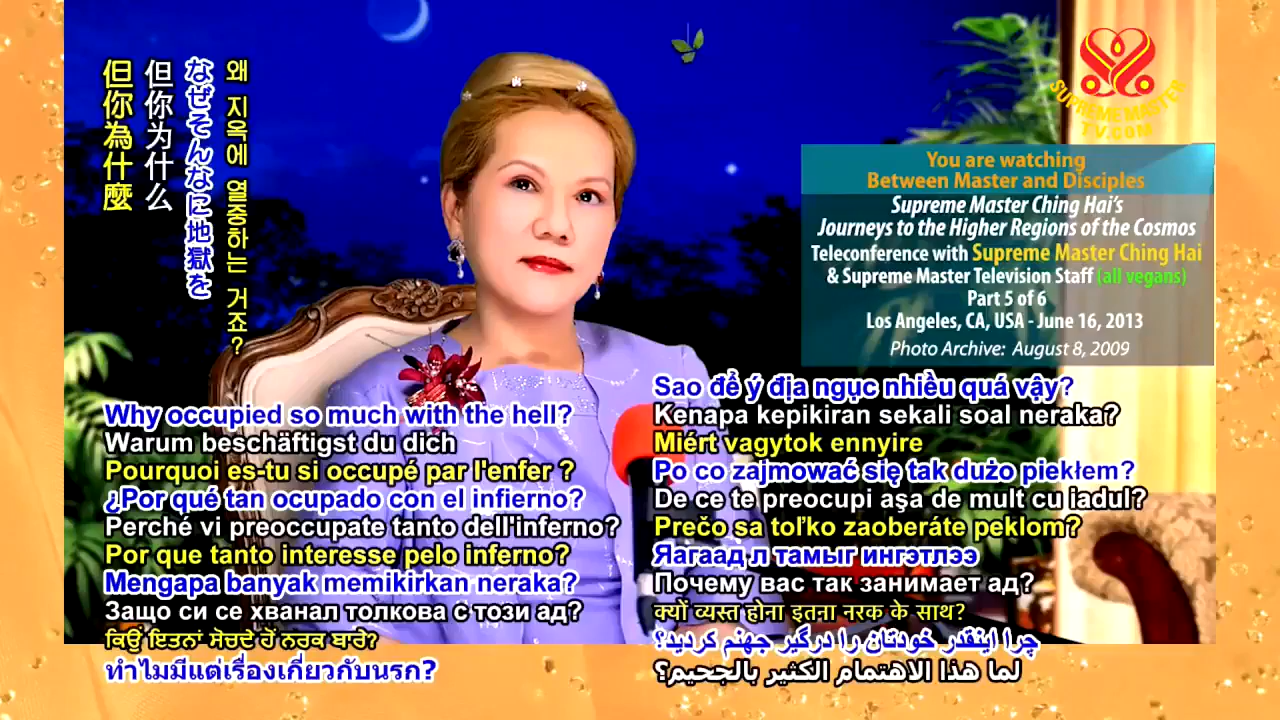 왜 지옥에 열중하는 거죠?
なぜそんなに地獄を
但你为什么
但你為什麼
SUPREME MASTER
TV.COM
You are watching
Between Master and Disciples
Supreme Master Ching Hai's
Journeys to the Higher Regions of the Cosmos
Teleconference with Supreme Master Ching Hai
& Supreme Master Television Staff (all vegans)
Part 5 of 6
Los Angeles, CA, USA - June 16, 2013
Photo Archive: August 8, 2009
Why occupied so much with the hell?
Warum beschäftigst du dich
Pourquoi es-tu si occupé par l'enfer ?
¿Por qué tan ocupado con el infierno?
Perché vi preoccupate tanto dell'inferno?
Por que tanto interesse pelo inferno?
Mengapa banyak memikirkan neraka?
Защо си се хванал толкова с този ад?
ਕਿਉਂ ਇਤਨਾਂ ਸੋਚਦੇ ਹੋਂ ਨਰਕ ਬਾਰੇ?
ทำไมมีแต่เรื่องเกี่ยวกับนรก?
Sao để ý địa ngục nhiều quá vậy?
Kenapa kepikiran sekali soal neraka?
Miért vagytok ennyire
Po co zajmować się tak dużo piekłem?
De ce te preocupi aşa de mult cu iadul?
Prečo sa toľko zaoberáte peklom?
Яагаад л тамыг ингэтлээ
Почему вас так занимает ад?
क्यों व्यस्त होना इतना नरक के साथ?
چرا اینقدر خودتان را درگیر جهنم کردید؟
لما هذا الاهتمام الكثير بالجحيم؟